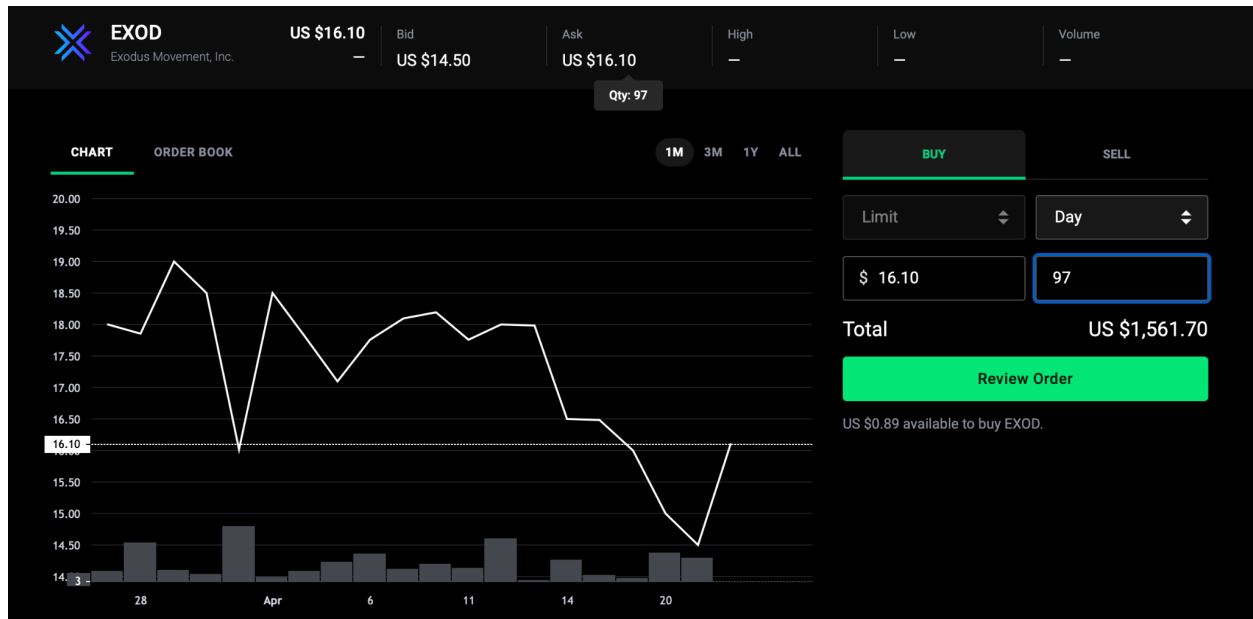 EXOD
Exodus Movement, Inc.
US $16.10
—
Bid
US $14.50
Ask
US $16.10
High
—
Low
—
Volume
—
Qty: 97
CHART
ORDER BOOK
1M 3M 1Y ALL
20.00
19.50
19.00
18.50
18.00
17.50
17.00
16.50
16.10
15.50
15.00
14.50
3
28 Apr 6 11 14 20
BUY
SELL
Limit
Day
$ 16.10
97
Total US $1,561.70
Review Order
US $0.89 available to buy EXOD.